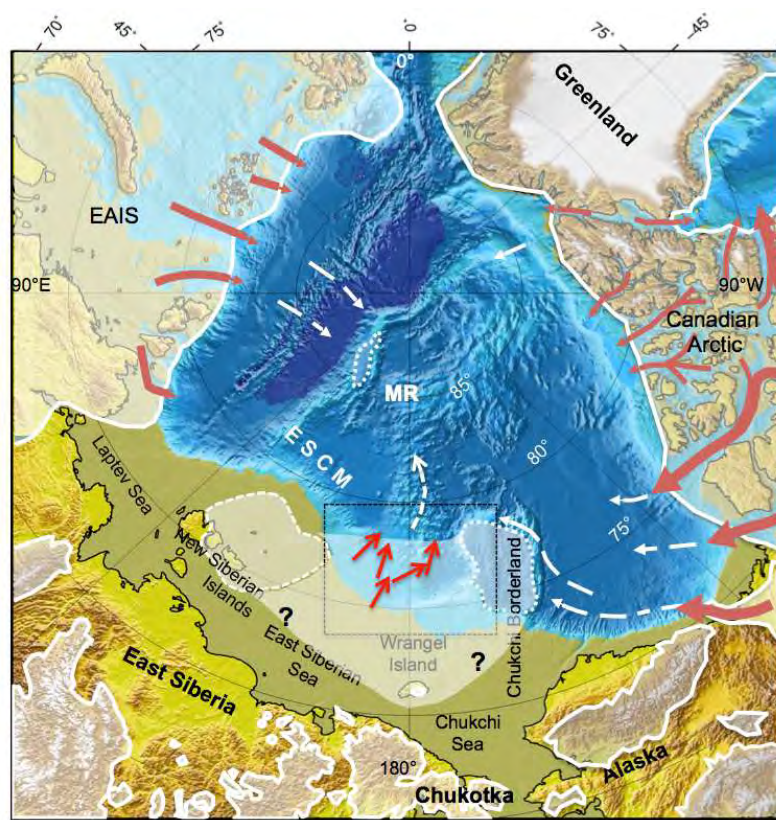 70°
45°
75°
0
75°
-45°
0°
Greenland
EAIS
90°E
90°W
Canadian
Arctic
MR
85°
80°
75°
E S C M
Laptev Sea
New Siberian
Islands
?
East Siberian
Sea
Wrangel
Island
?
Chukchi Borderland
East Siberia
Chukchi
Sea
180°
Chukotka
Alaska